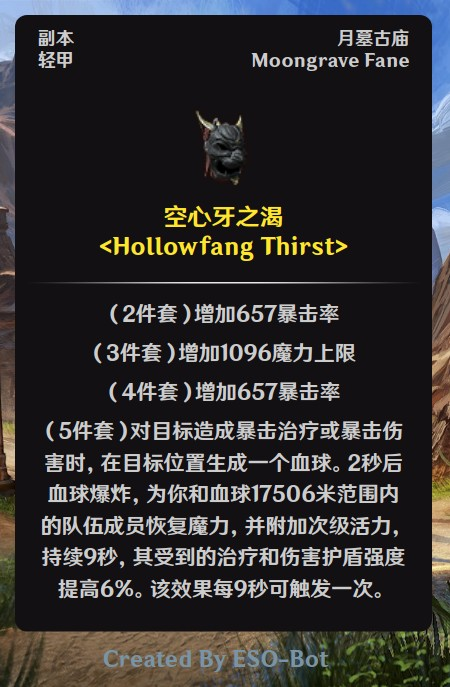 副本
轻甲
月墓古庙
Moongrave Fane
空心牙之渴
<Hollowfang Thirst>
(2件套)增加657暴击率
(3件套)增加1096魔力上限
(4件套)增加657暴击率
(5件套)对目标造成暴击治疗或暴击伤
害时, 在目标位置生成一个血球。2秒后
血球爆炸, 为你和血球17506米范围内
的队伍成员恢复魔力, 并附加次级活力,
持续9秒, 其受到的治疗和伤害护盾强度
提高6%。该效果每9秒可触发一次。
Created By ESO-Bot